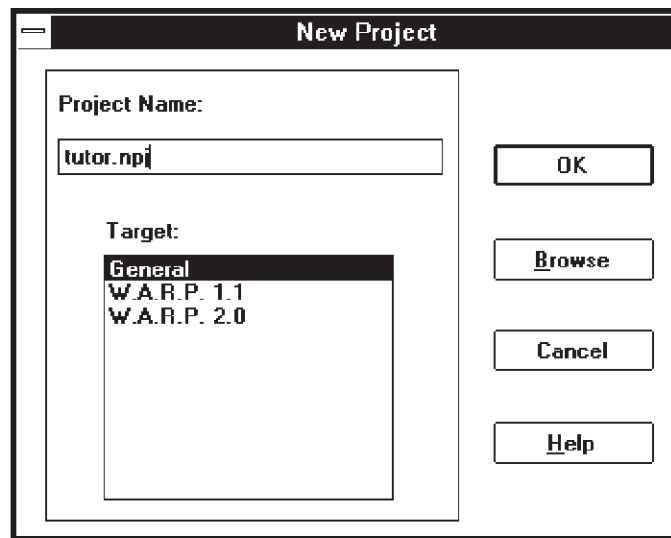 New Project
Project Name:
tutor.npj
Target:
General
W.A.R.P. 1.1
W.A.R.P. 2.0
OK
Browse
Cancel
Help